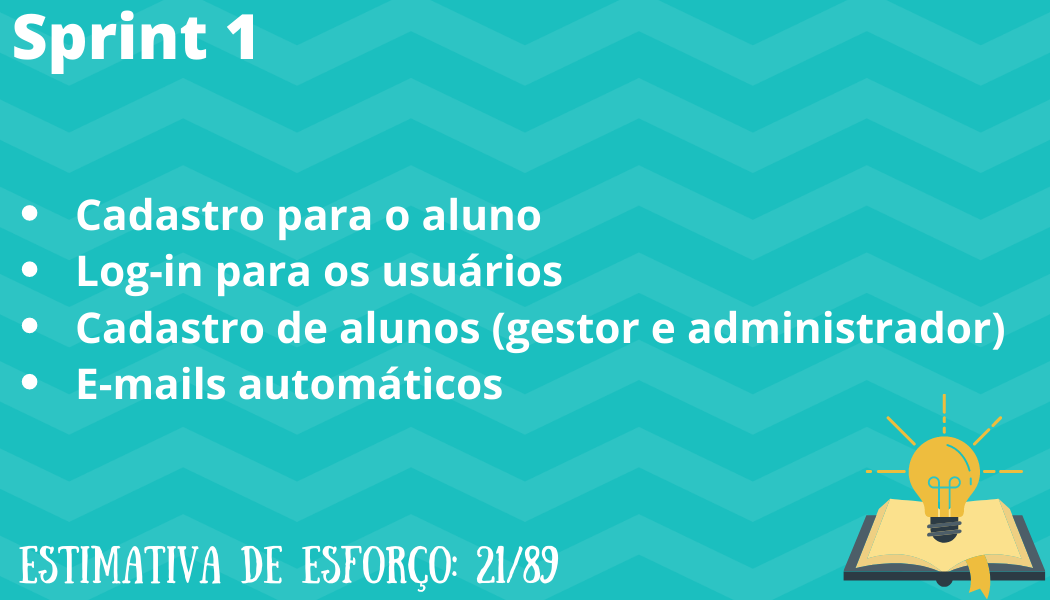 Sprint 1
• Cadastro para o aluno
• Log-in para os usuários
• Cadastro de alunos (gestor e administrador)
• E-mails automáticos
ESTIMATIVA DE ESFORÇO: 21/89